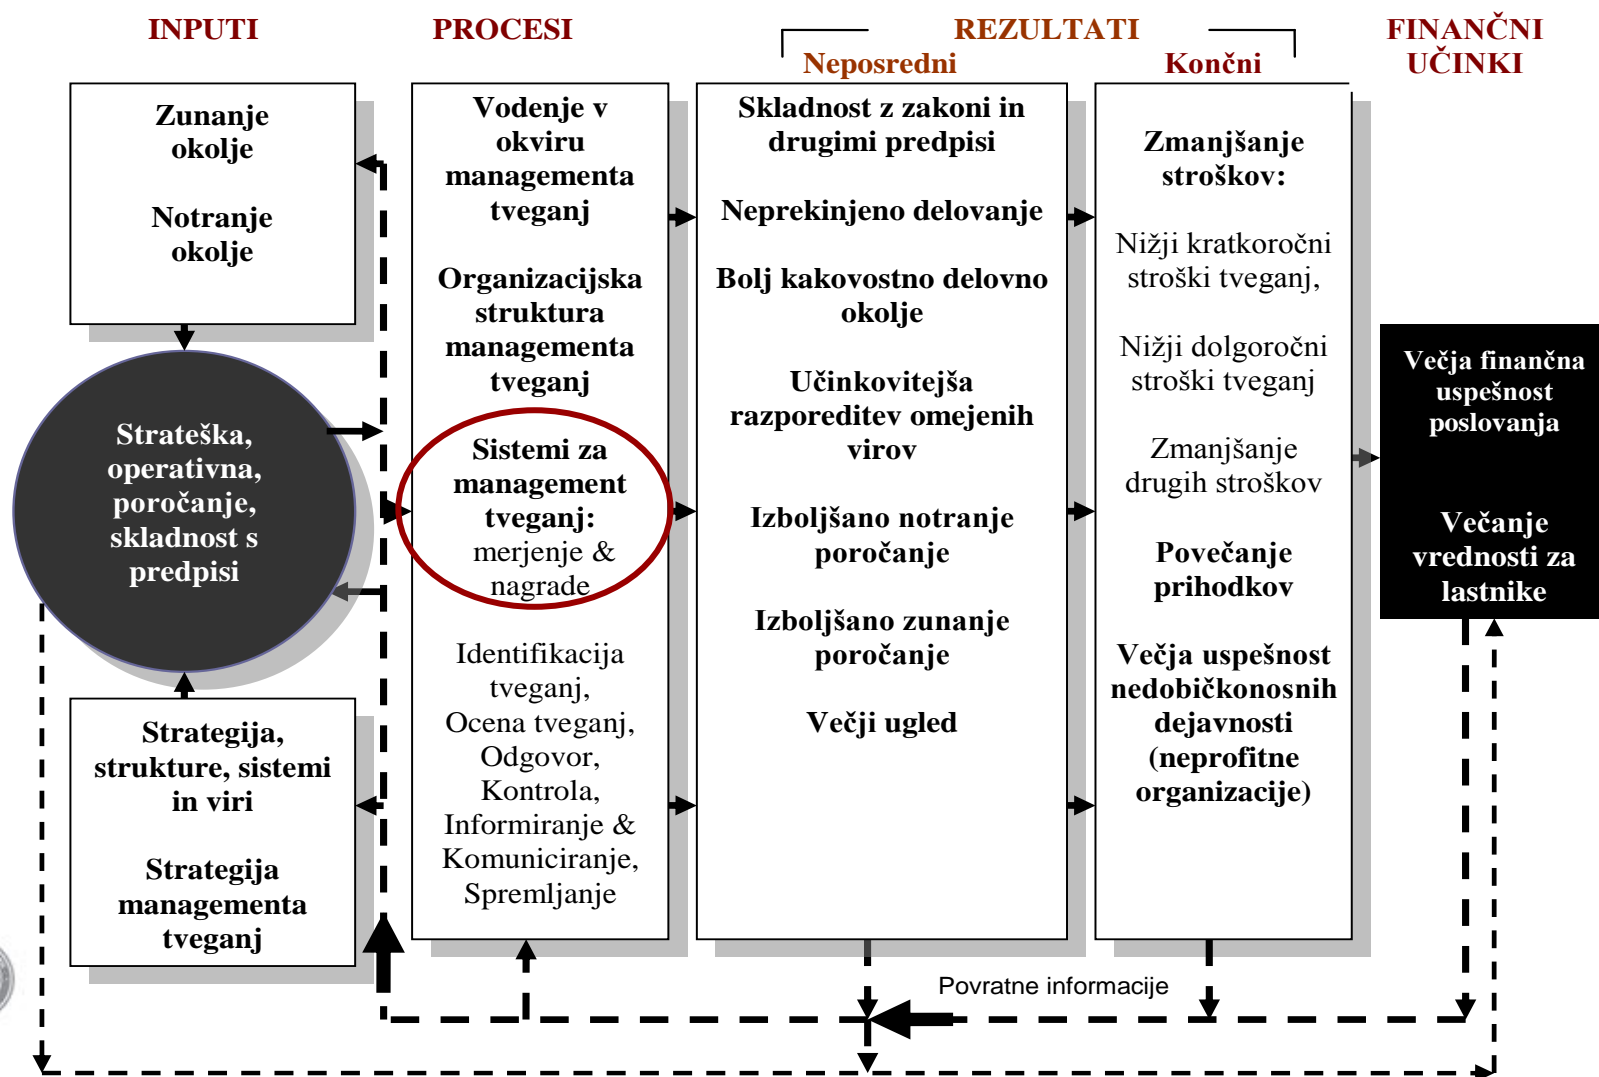 INPUTI
PROCESI
REZULTATI
Neposredni
Končni
FINANČNI
UČINKI
Zunanje
okolje
Notranje
okolje
Strateška,
operativna,
poročanje,
skladnost s
predpisi
Strategija,
strukture, sistemi
in viri
Strategija
managementa
tveganj
Vodenje v
okviru
managementa
tveganj
Organizacijska
struktura
managementa
tveganj
Sistemi za
management
tveganj:
merjenje &
nagrade
Identifikacija
tveganj,
Ocena tveganj,
Odgovor,
Kontrola,
Informiranje &
Komuniciranje,
Spremljanje
Skladnost z zakoni in
drugimi predpisi
Neprekinjeno delovanje
Bolj kakovostno delovno
okolje
Učinkovitejša
razporeditev omejenih
virov
Izboljšano notranje
poročanje
Izboljšano zunanje
poročanje
Večji ugled
Zmanjšanje
stroškov:
Nižji kratkoročni
stroški tveganj,
Nižji dolgoročni
stroški tveganj
Zmanjšanje
drugih stroškov
Povečanje
prihodkov
Večja uspešnost
nedobičkonosnih
dejavnosti
(neprofitne
organizacije)
Večja finančna
uspešnost
poslovanja
Večanje
vrednosti za
lastnike
Povratne informacije